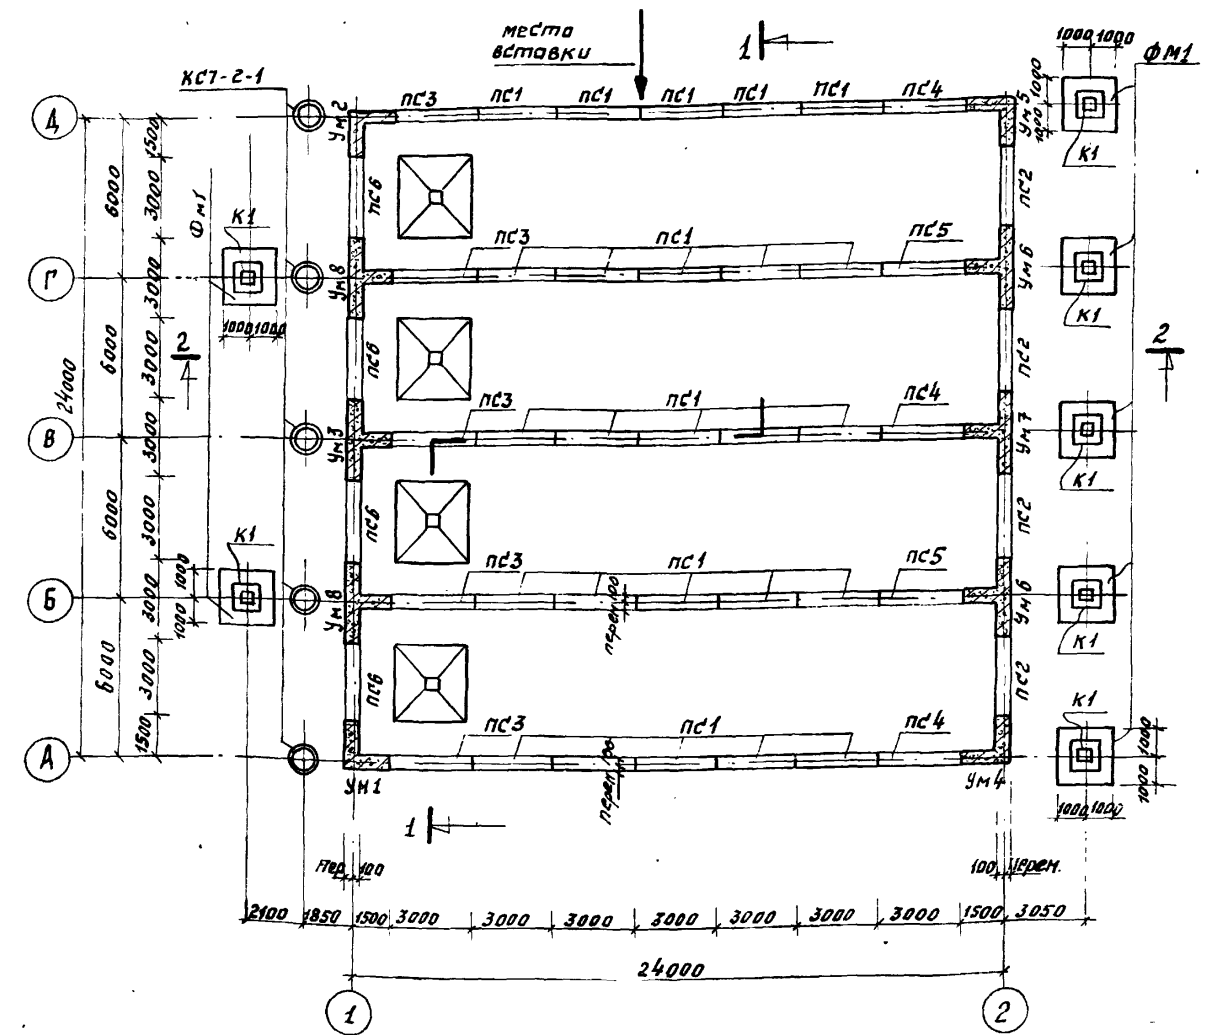 места
вставки
1
1000 1000
ФМ1
КС7-2-1
Ум2
ПС3
ПС1
ПС1
ПС1
ПС1
ПС1
ПС4
Ум5
1000
1000
К1
Д
1500
6000
3000
ПС6
ПС2
Фм1
К1
ПС3
ПС1
ПС5
Г
Ум8
Ум6
3000
1000 1000
К1
2
6000
3000
24000
ПС6
ПС2
2
ПС3
ПС1
ПС4
В
Ум3
Ум7
3000
К1
6000
3000
ПС6
ПС2
К1
1000
1000
ПС3
ПС1
ПС5
Б
Ум8
перем 100
Ум6
3000
К1
6000
3000
ПС6
ПС2
К1
1500
ПС3
ПС1
ПС4
1000
1000
А
УМ1
перем 100
Ум4
1000 1000
1
Пер
100
100
Перем.
2100
1850
1500
3000
3000
3000
3000
3000
3000
3000
1500
3050
24000
1
2